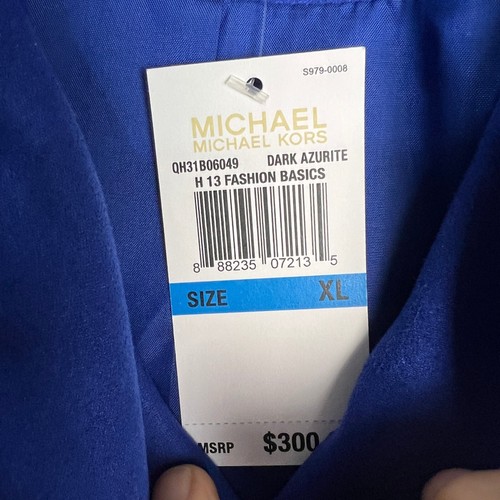 S979-0008
MICHAEL
MICHAEL KORS
QH31B06049 DARK AZURITE
H 13 FASHION BASICS
8 88235 07213 5
SIZE XL
MSRP $300